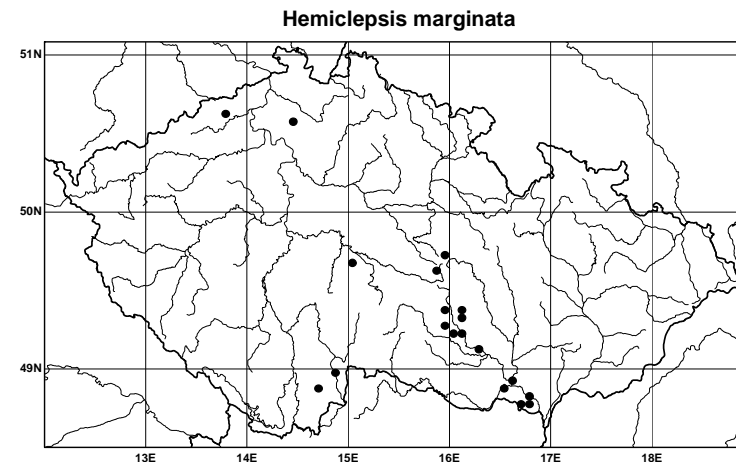 Hemiclepsis marginata
51N
50N
49N
13E 14E 15E 16E 17E 18E